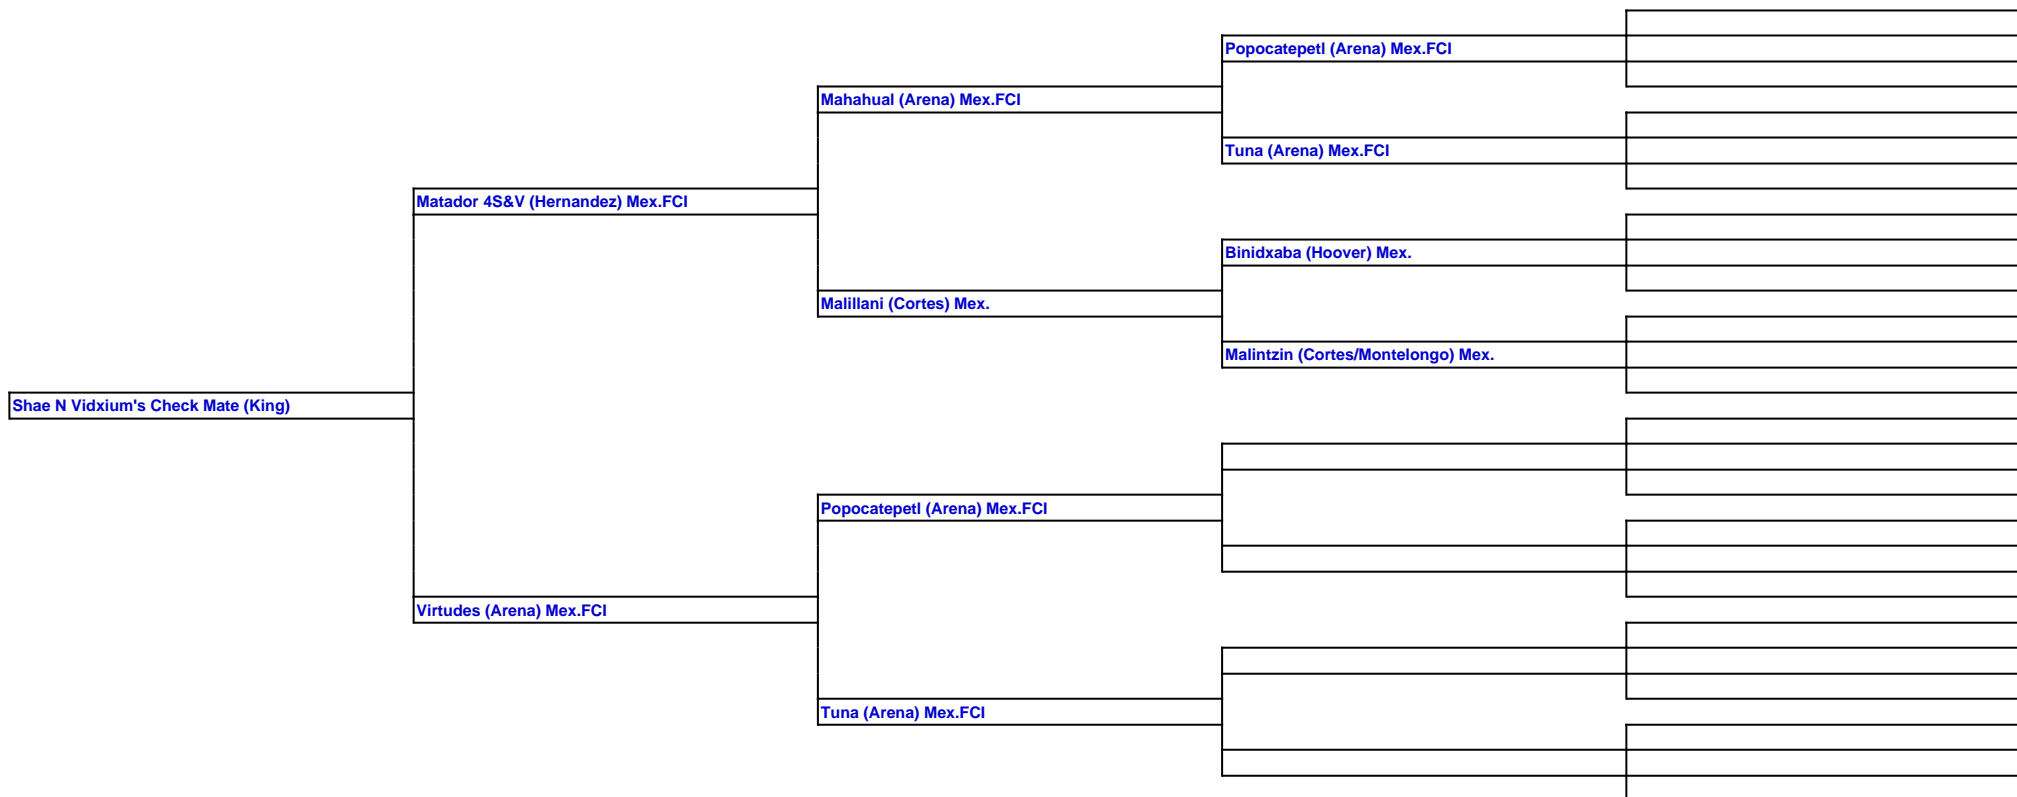 Popocatepetl (Arena) Mex.FCI
Mahahual (Arena) Mex.FCI
Tuna (Arena) Mex.FCI
Matador 4S&V (Hernandez) Mex.FCI
Binidxaba (Hoover) Mex.
Malillani (Cortes) Mex.
Malintzin (Cortes/Montelongo) Mex.
Shae N Vidxium's Check Mate (King)
Popocatepetl (Arena) Mex.FCI
Virtudes (Arena) Mex.FCI
Tuna (Arena) Mex.FCI